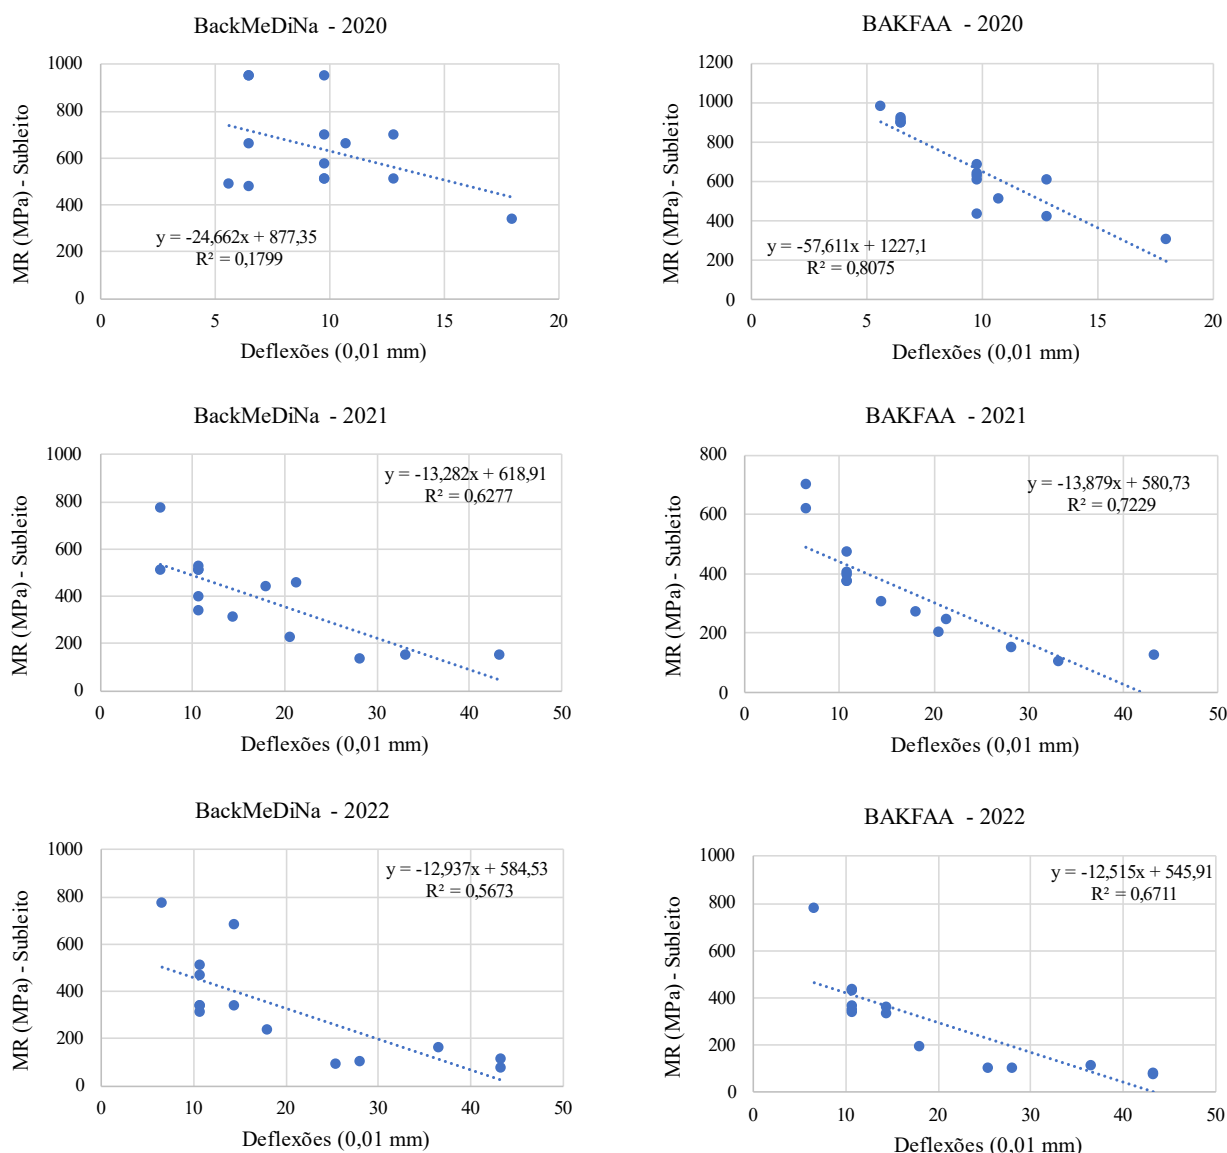 BackMeDiNa - 2020
MR (MPa) - Subleito
1000
800
600
400
200
0
y = -24,662x + 877,35
R² = 0,1799
0 5 10 15 20
Deflexões (0,01 mm)
BAKFAA - 2020
MR (MPa) - Subleito
1200
1000
800
600
400
200
0
y = -57,611x + 1227,1
R² = 0,8075
0 5 10 15 20
Deflexões (0,01 mm)
BackMeDiNa - 2021
MR (MPa) - Subleito
1000
800
600
400
200
0
y = -13,282x + 618,91
R² = 0,6277
0 10 20 30 40 50
Deflexões (0,01 mm)
BAKFAA - 2021
MR (MPa) - Subleito
800
600
400
200
0
y = -13,879x + 580,73
R² = 0,7229
0 10 20 30 40 50
Deflexões (0,01 mm)
BackMeDiNa - 2022
MR (MPa) - Subleito
1000
800
600
400
200
0
y = -12,937x + 584,53
R² = 0,5673
0 10 20 30 40 50
Deflexões (0,01 mm)
BAKFAA - 2022
MR (MPa) - Subleito
1000
800
600
400
200
0
y = -12,515x + 545,91
R² = 0,6711
0 10 20 30 40 50
Deflexões (0,01 mm)